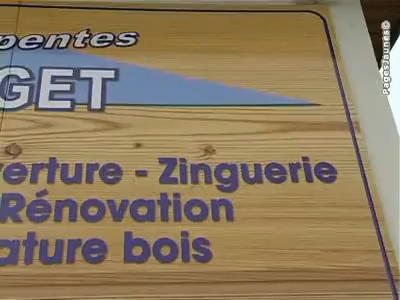 pentes
GET
erture - Zinguerie
Rénovation
ature bois
PagesJaunes©